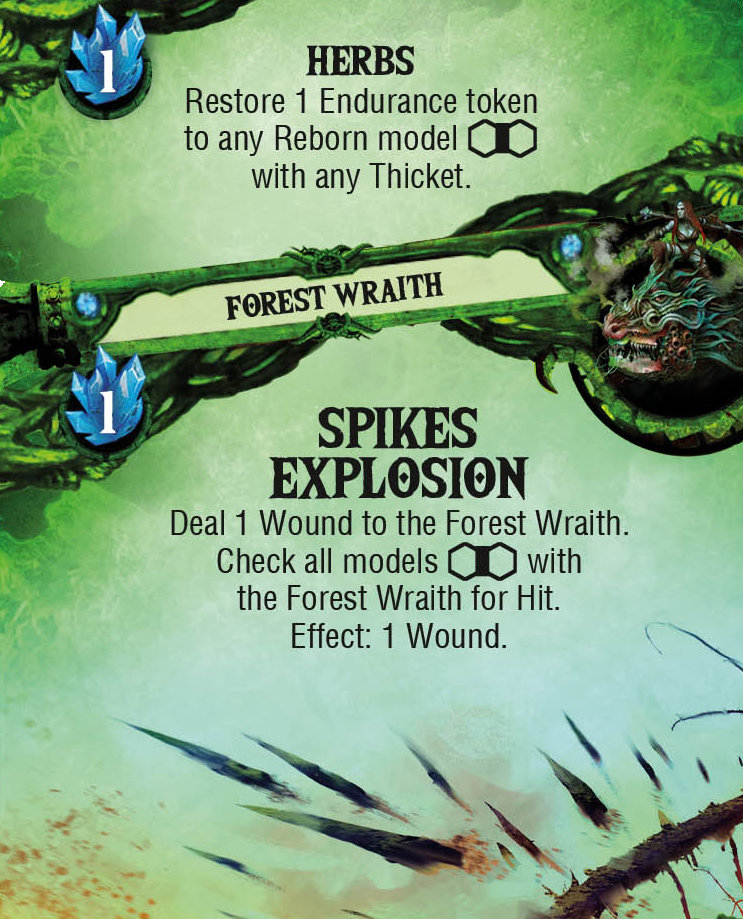 1
HERBS
Restore 1 Endurance token
to any Reborn model
with any Thicket.
FOREST WRAITH
1
SPIKES
EXPLOSION
Deal 1 Wound to the Forest Wraith.
Check all models with
the Forest Wraith for Hit.
Effect: 1 Wound.